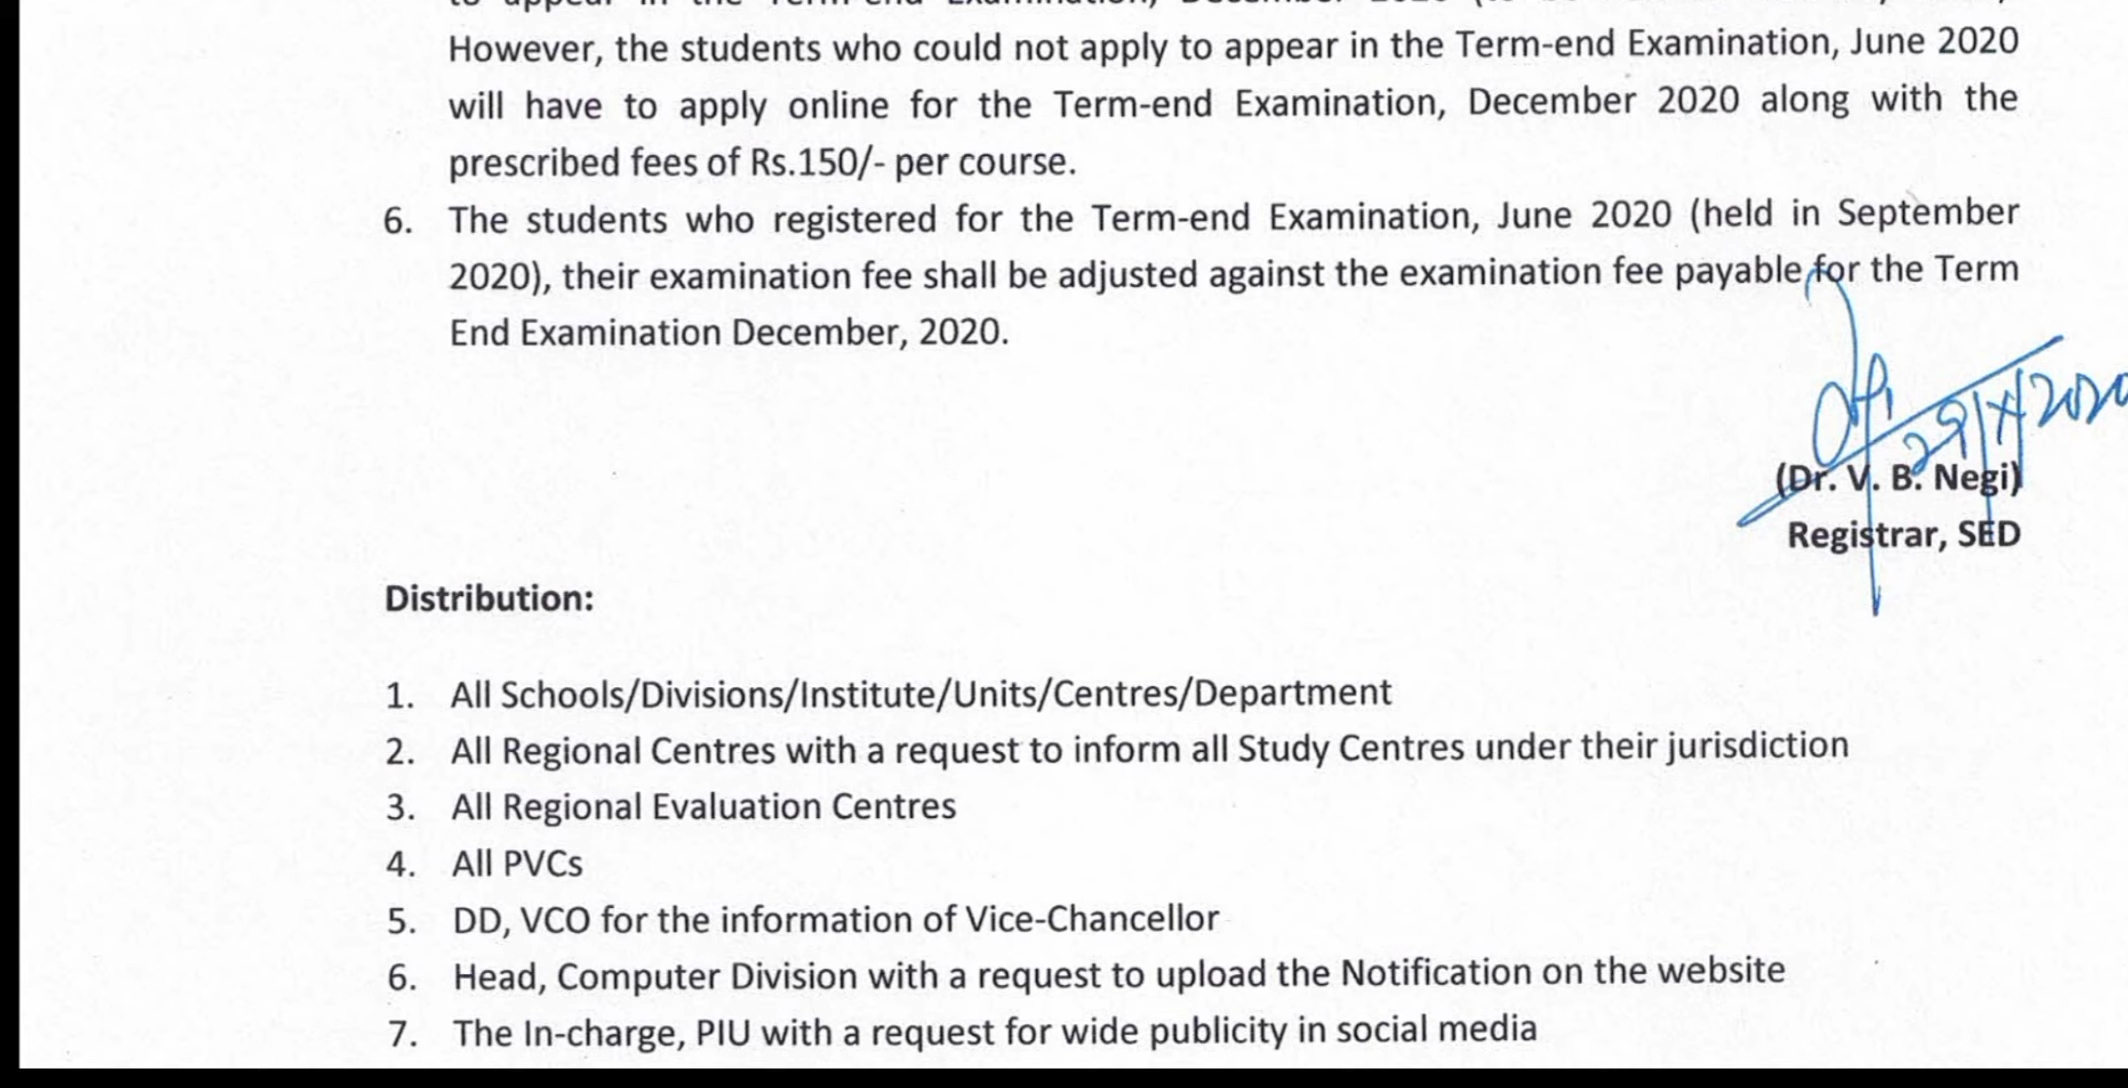 However, the students who could not apply to appear in the Term-end Examination, June 2020
will have to apply online for the Term-end Examination, December 2020 along with the
prescribed fees of Rs.150/- per course.
6. The students who registered for the Term-end Examination, June 2020 (held in September
2020), their examination fee shall be adjusted against the examination fee payable for the Term
End Examination December, 2020.
(Dr. V. B. Negi)
Registrar, SED
Distribution:
1. All Schools/Divisions/Institute/Units/Centres/Department
2. All Regional Centres with a request to inform all Study Centres under their jurisdiction
3. All Regional Evaluation Centres
4. All PVCs
5. DD, VCO for the information of Vice-Chancellor
6. Head, Computer Division with a request to upload the Notification on the website
7. The In-charge, PIU with a request for wide publicity in social media